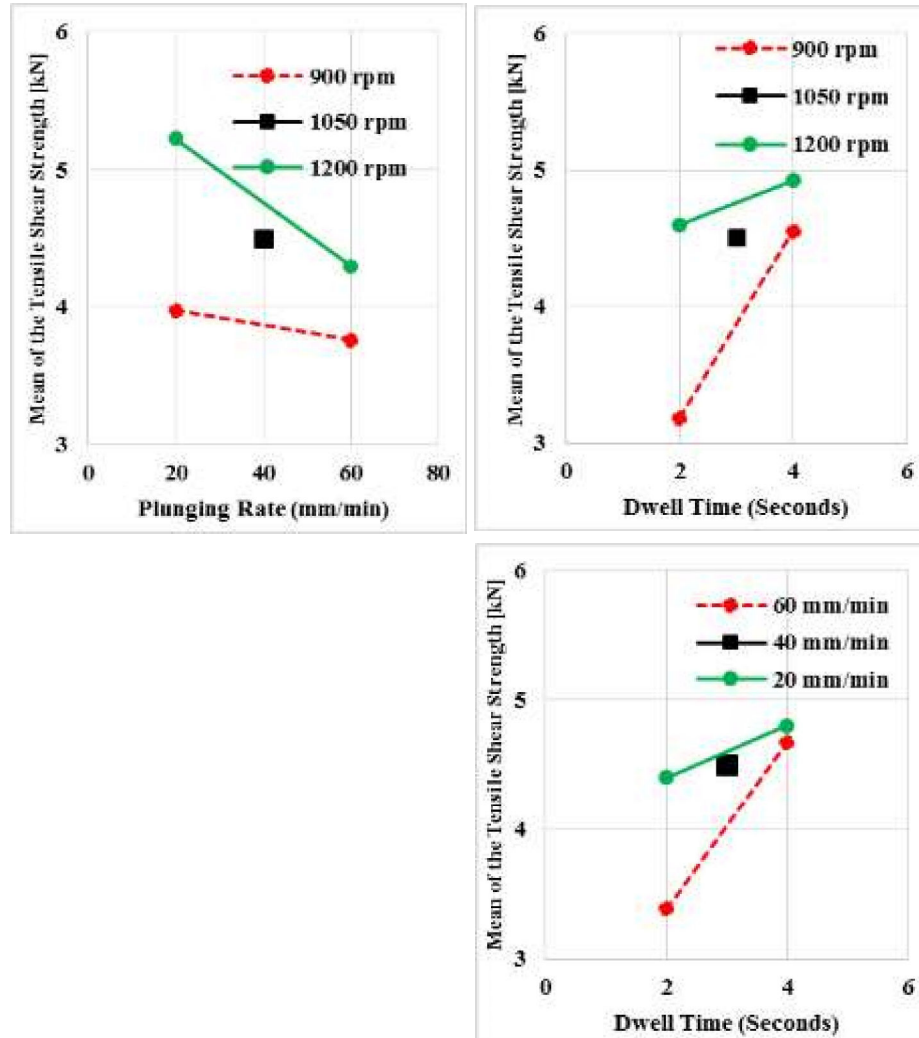 Mean of the Tensile Shear Strength [kN]
6
5
4
3
0
20
40
60
80
Plunging Rate (mm/min)
900 rpm
1050 rpm
1200 rpm
Mean of the Tensile Shear Strength [kN]
6
5
4
3
0
2
4
6
Dwell Time (Seconds)
900 rpm
1050 rpm
1200 rpm
Mean of the Tensile Shear Strength [kN]
6
5
4
3
0
2
4
6
Dwell Time (Seconds)
60 mm/min
40 mm/min
20 mm/min